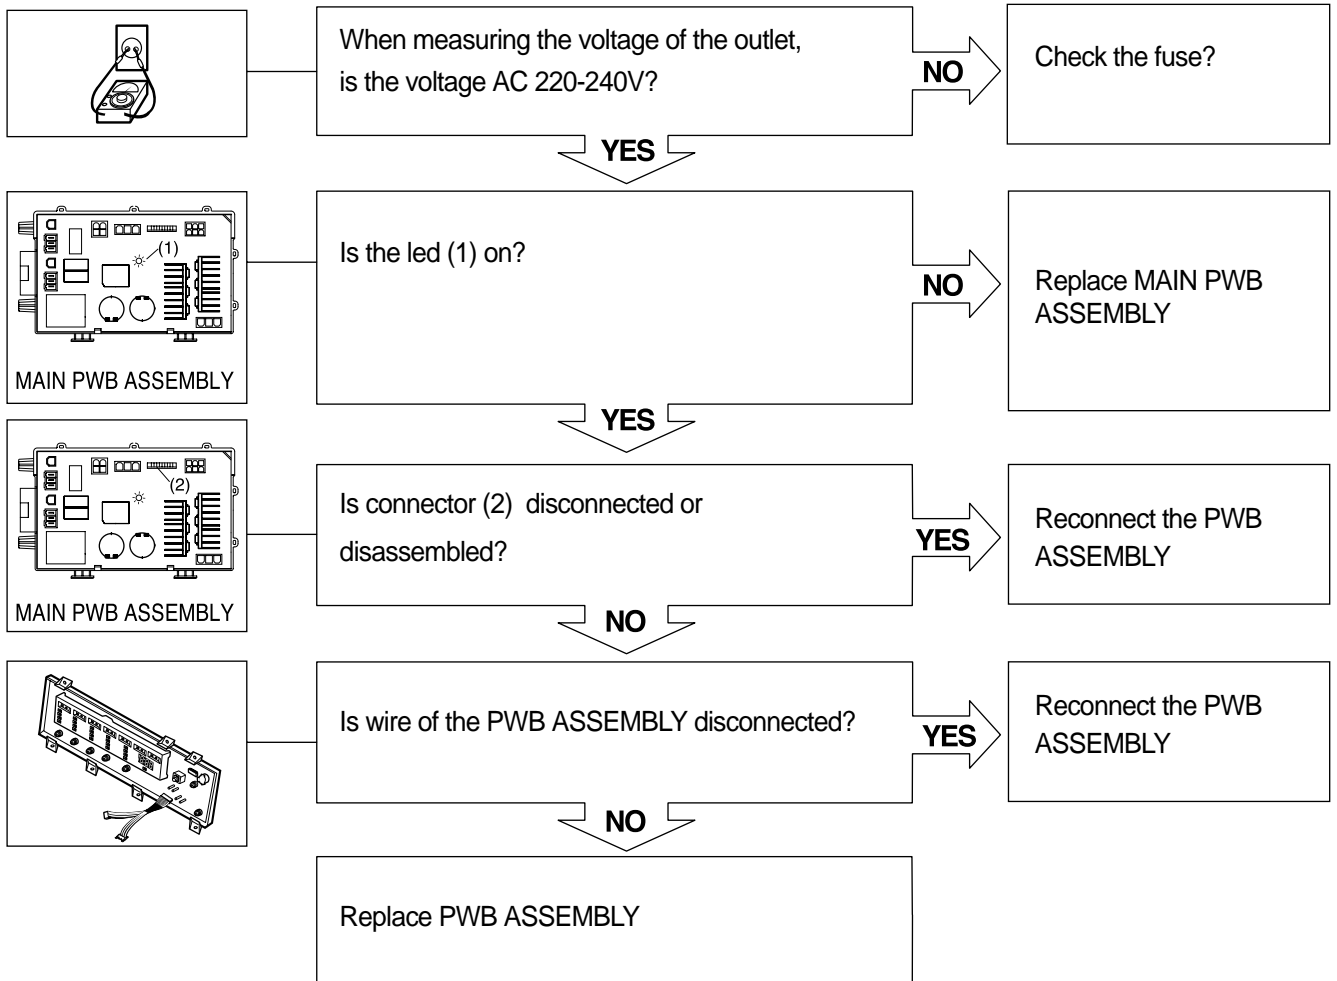 When measuring the voltage of the outlet,
is the voltage AC 220-240V?
NO
Check the fuse?
YES
(1)
MAIN PWB ASSEMBLY
Is the led (1) on?
NO
Replace MAIN PWB
ASSEMBLY
YES
(2)
MAIN PWB ASSEMBLY
Is connector (2) disconnected or
disassembled?
YES
Reconnect the PWB
ASSEMBLY
NO
Is wire of the PWB ASSEMBLY disconnected?
YES
Reconnect the PWB
ASSEMBLY
NO
Replace PWB ASSEMBLY